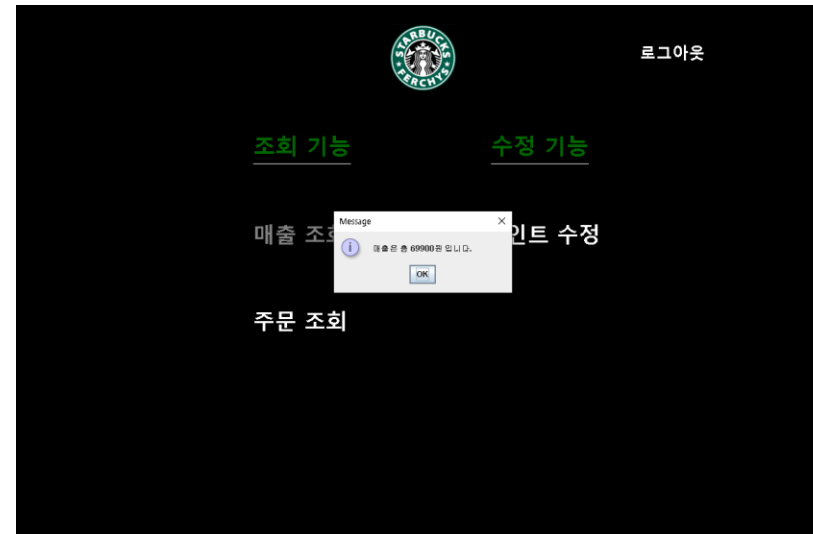 STARBUCKS
FERCHYS
로그아웃
조회 기능
수정 기능
Message
매출은 총 69900원 입니다.
OK
매출 조회
인트 수정
주문 조회